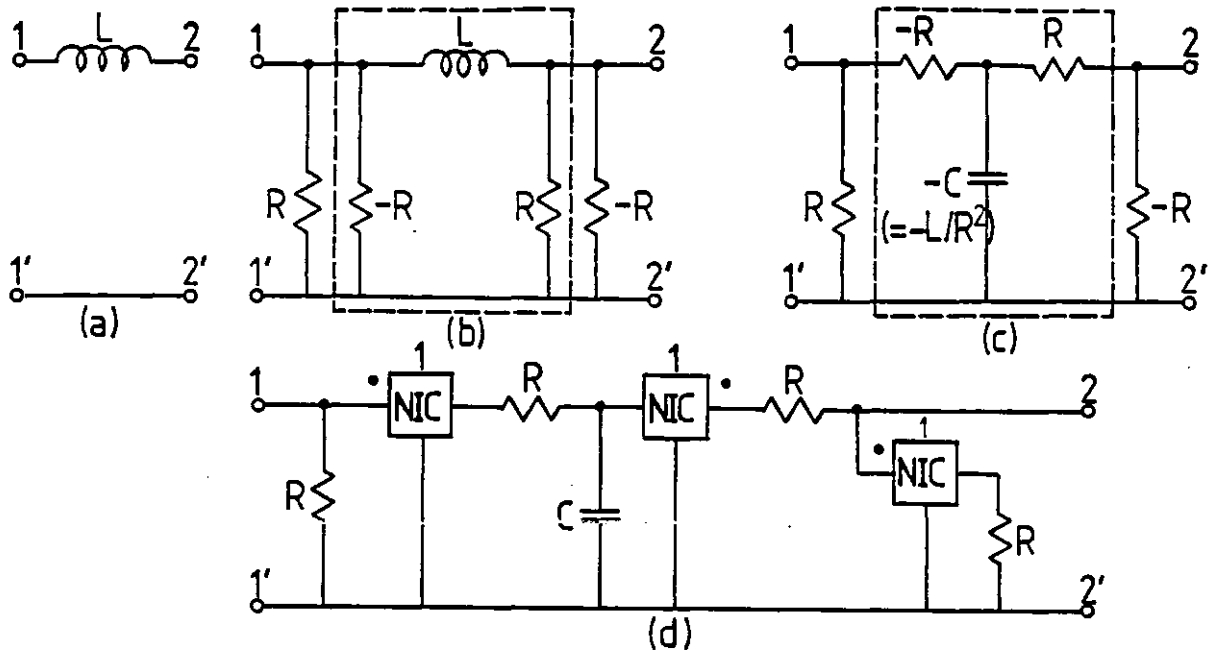 1 L 2
1' 2'
(a)
1 L 2
R -R R -R
1' 2'
(b)
1 -R R 2
R -C -R
(=-L/R²)
1' 2'
(c)
1 1 R 1 R 2
NIC NIC
1
NIC
R C R
1' 2'
(d)